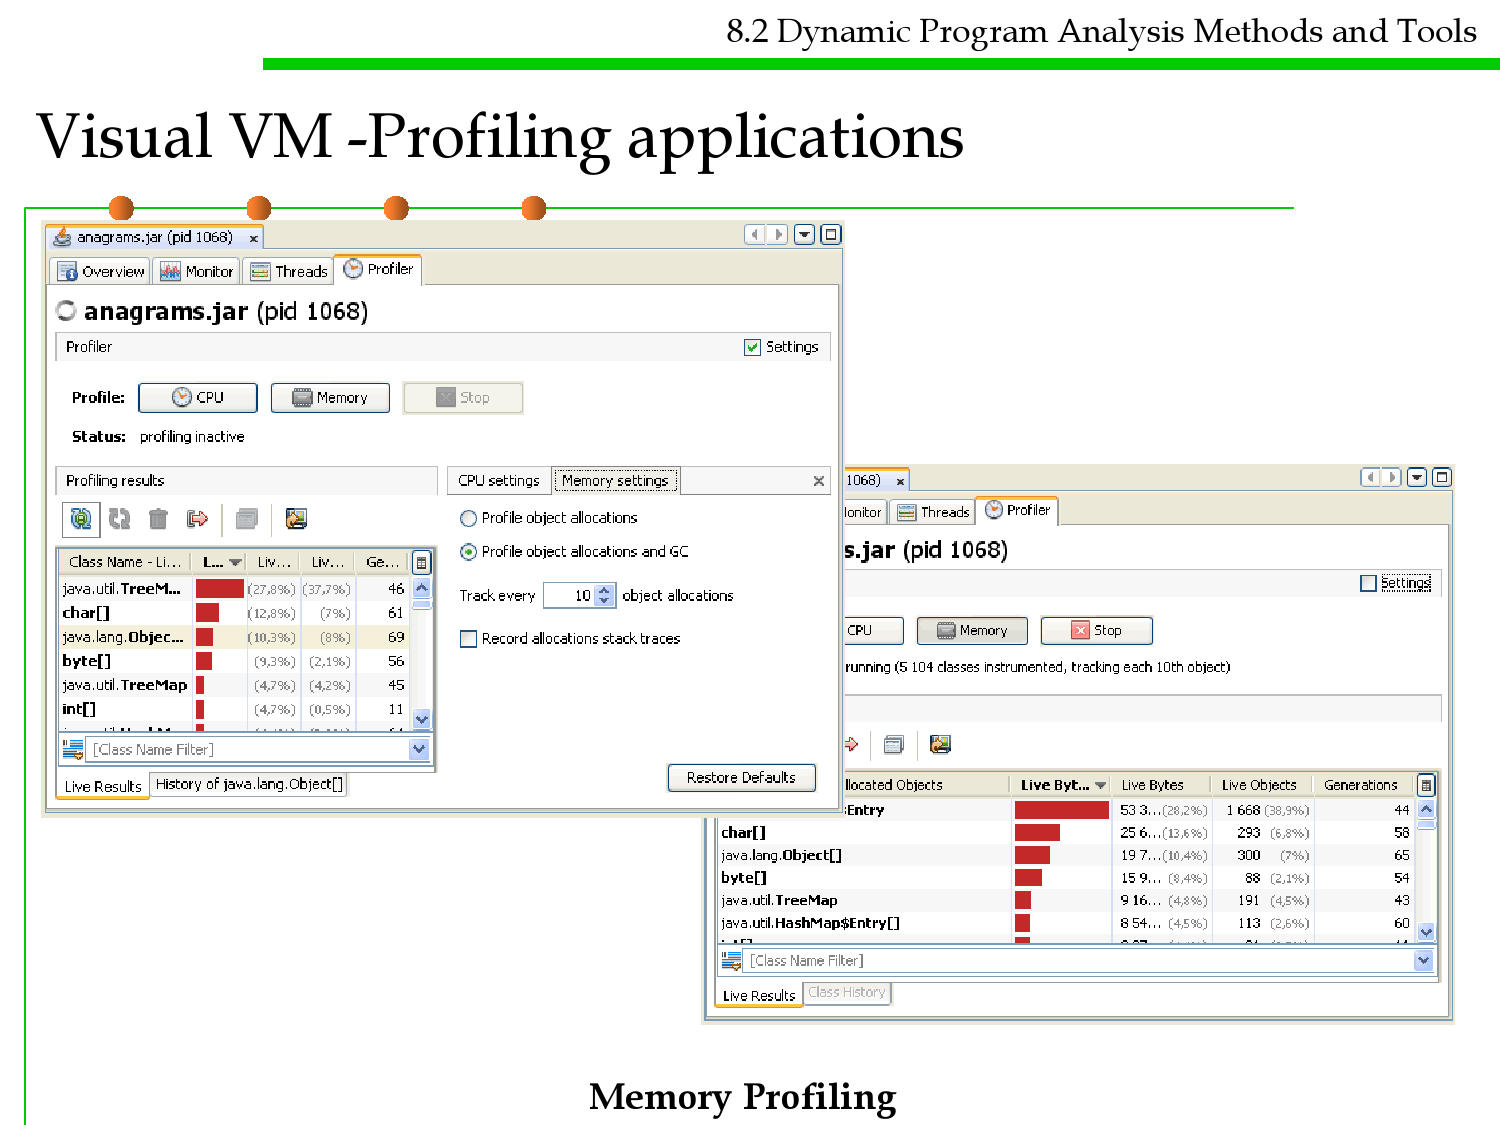 8.2 Dynamic Program Analysis Methods and Tools
Visual VM -Profiling applications
anagrams.jar (pid 1068) x
Overview Monitor Threads Profiler
anagrams.jar (pid 1068)
Profiler Settings
Profile: CPU Memory Stop
Status: profiling inactive
Profiling results
CPU settings Memory settings
Profile object allocations
Profile object allocations and GC
Track every 10 object allocations
Record allocations stack traces
Class Name - Li... L... Liv... Liv... Ge...
java.util.TreeM... (27,8%) (37,7%) 46
char[] (12,8%) (7%) 61
java.lang.Objec... (10,3%) (8%) 69
byte[] (9,3%) (2,1%) 56
java.util.TreeMap (4,7%) (4,2%) 45
int[] (4,7%) (0,5%) 11
[Class Name Filter]
Live Results History of java.lang.Object[]
Restore Defaults
1068) x
onitor Threads Profiler
s.jar (pid 1068)
Settings
CPU Memory Stop
running (5 104 classes instrumented, tracking each 10th object)
llocated Objects Live Byt... Live Bytes Live Objects Generations
$Entry 53 3...(28,2%) 1 668 (38,9%) 44
char[] 25 6...(13,6%) 293 (6,8%) 58
java.lang.Object[] 19 7...(10,4%) 300 (7%) 65
byte[] 15 9... (8,4%) 88 (2,1%) 54
java.util.TreeMap 9 16... (4,8%) 191 (4,5%) 43
java.util.HashMap$Entry[] 8 54... (4,5%) 113 (2,6%) 60
[Class Name Filter]
Live Results Class History
Memory Profiling